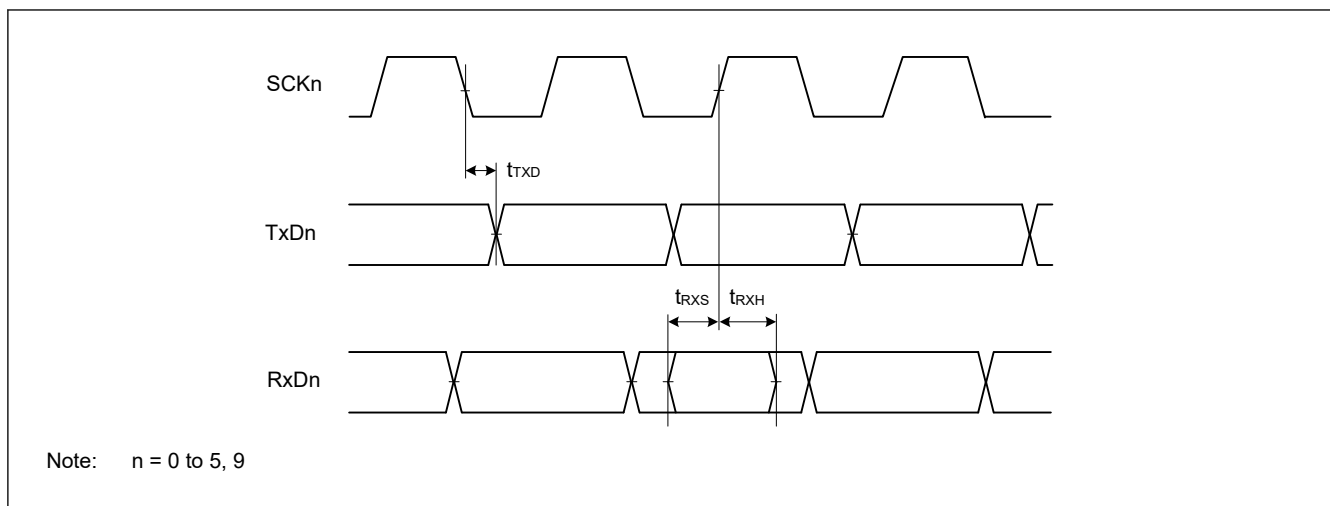 SCKn
tTXD
TxDn
tRXS tRXH
RxDn
Note: n = 0 to 5, 9